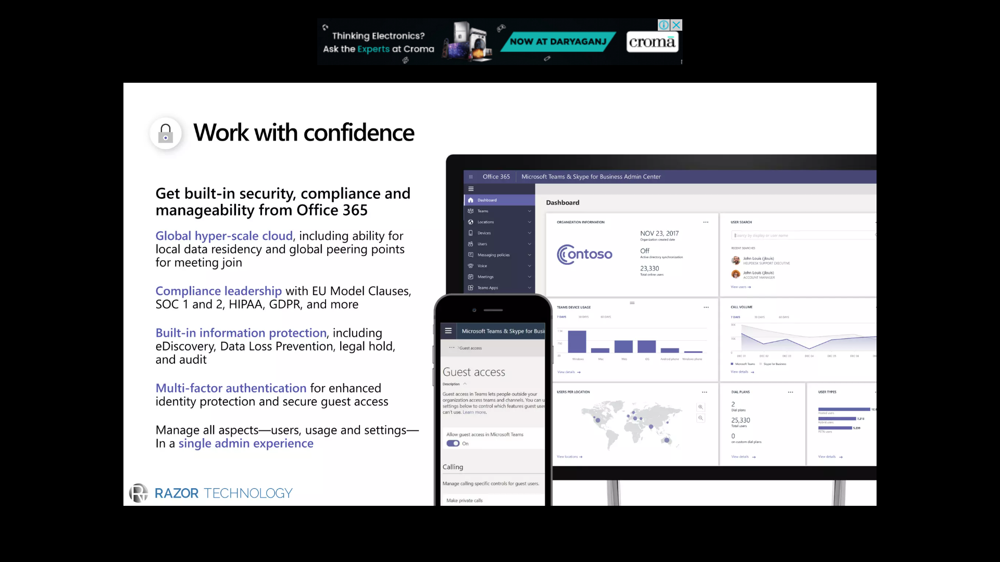 Thinking Electronics?
Ask the Experts at Croma
NOW AT DARYAGANJ
cromā
Work with confidence
Get built-in security, compliance and
manageability from Office 365
Global hyper-scale cloud, including ability for
local data residency and global peering points
for meeting join
Compliance leadership with EU Model Clauses,
SOC 1 and 2, HIPAA, GDPR, and more
Built-in information protection, including
eDiscovery, Data Loss Prevention, legal hold,
and audit
Multi-factor authentication for enhanced
identity protection and secure guest access
Manage all aspects—users, usage and settings—
In a single admin experience
RAZOR TECHNOLOGY
Office 365 Microsoft Teams & Skype for Business Admin Center
Dashboard
Teams
Locations
Devices
Users
Messaging policies
Voice
Meetings
Teams Apps
Dashboard
ORGANIZATION INFORMATION
Contoso
NOV 23, 2017
Organization created date
Off
Active directory synchronization
23,330
Total online users
USER SEARCH
Searcy by display or user name
RECENT SEARCHES
John Louis (jlouis)
HELPDESK SUPPORT EXECUTIVE
John Louis (jlouis)
ACCOUNT MANAGER
View users →
TEAMS DEVICE USAGE
7 DAYS 30 DAYS 60 DAYS
1.5K
750
00
Windows Mac Web iOS Android phone Windows phone
View details →
CALL VOLUME
7 DAYS 30 DAYS 60 DAYS
30K
15K
0
DEC 01 DEC 02 DEC 03 DEC 04 DEC 05 DEC 06
Microsoft Teams Skype for Business
View details →
USERS PER LOCATION
View locations →
DIAL PLANS
2
Dial plans
25,330
Total users
0
on custom dial plans
View details →
USER TYPES
12,8
Hosted users
7,213
Hybrid users
5,239
PSTN users
View details →
Microsoft Teams & Skype for Busi
··· >Guest access
Guest access
Description
Guest access in Teams lets people outside your
organization access teams and channels. You can u
settings below to control which features guest use
can't use. Learn more.
Allow guest access in Microsoft Teams
On
Calling
Manage calling specific controls for guest users.
Make private calls